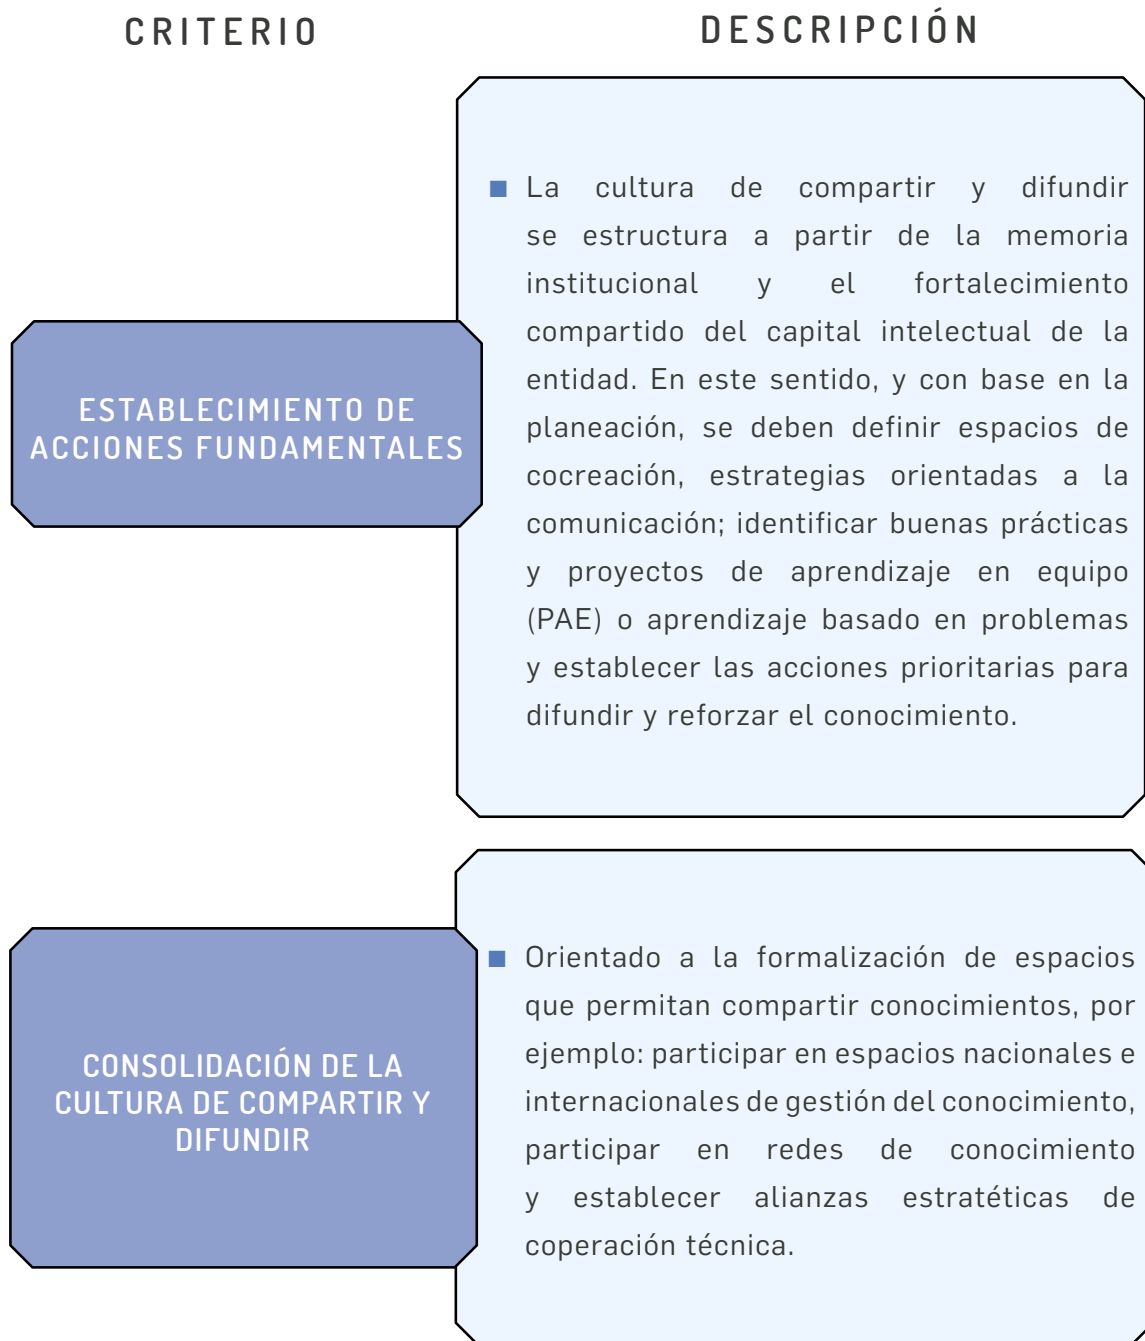 CRITERIO
DESCRIPCIÓN
ESTABLECIMIENTO DE
ACCIONES FUNDAMENTALES
La cultura de compartir y difundir
se estructura a partir de la memoria
institucional y el fortalecimiento
compartido del capital intelectual de la
entidad. En este sentido, y con base en la
planeación, se deben definir espacios de
cocreación, estrategias orientadas a la
comunicación; identificar buenas prácticas
y proyectos de aprendizaje en equipo
(PAE) o aprendizaje basado en problemas
y establecer las acciones prioritarias para
difundir y reforzar el conocimiento.
CONSOLIDACIÓN DE LA
CULTURA DE COMPARTIR Y
DIFUNDIR
Orientado a la formalización de espacios
que permitan compartir conocimientos, por
ejemplo: participar en espacios nacionales e
internacionales de gestión del conocimiento,
participar en redes de conocimiento
y establecer alianzas estratéticas de
coperación técnica.